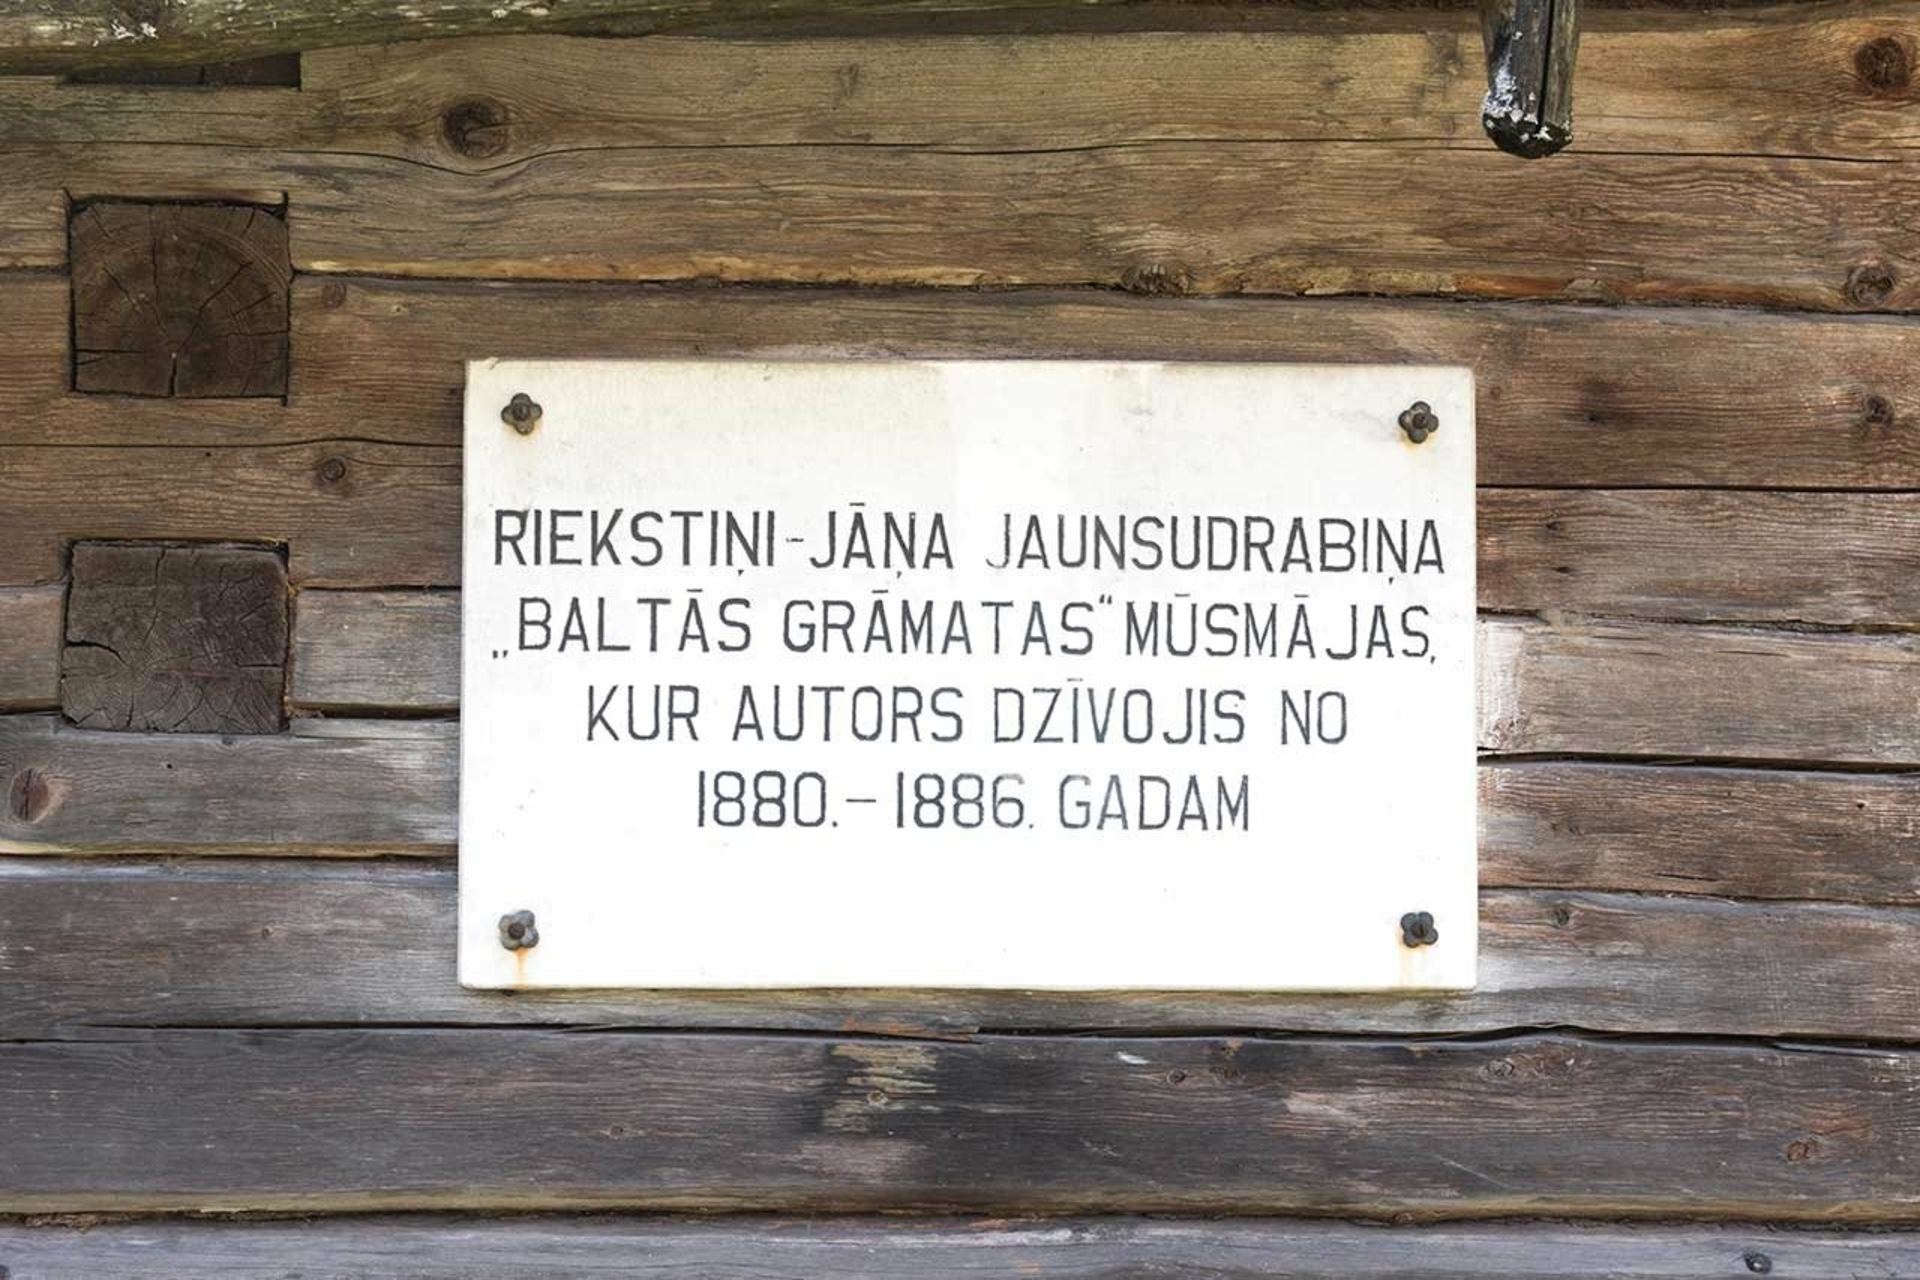 RIEKSTIŅI-JĀŅA JAUNSUDRABIŅA
„BALTĀS GRĀMATAS“ MŪSMĀJAS,
KUR AUTORS DZĪVOJIS NO
1880.–1886. GADAM